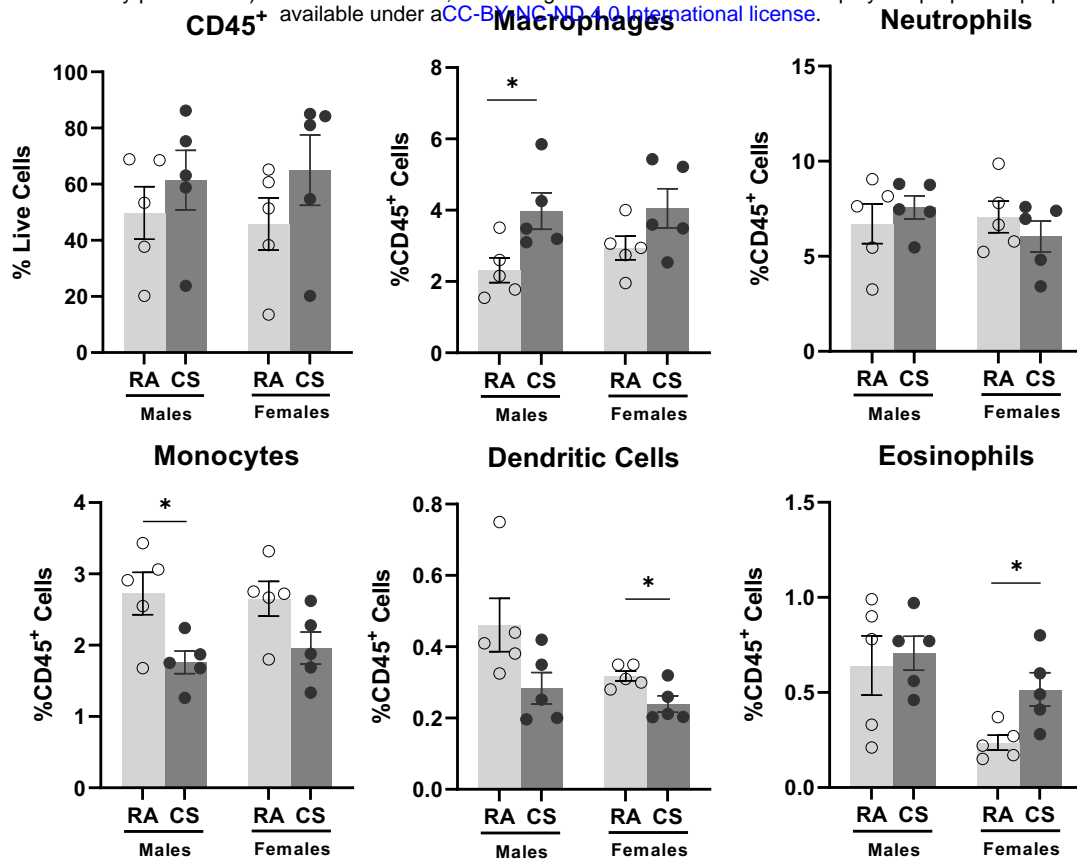 available under aCC-BY-NC-ND 4.0 International license.
CD45+ Macrophages Neutrophils
% Live Cells
100
80
60
40
20
0
RA CS RA CS
Males Females
%CD45+ Cells
8
6
4
2
0
*
RA CS RA CS
Males Females
%CD45+ Cells
15
10
5
0
RA CS RA CS
Males Females
Monocytes Dendritic Cells Eosinophils
%CD45+ Cells
4
3
2
1
0
*
RA CS RA CS
Males Females
%CD45+ Cells
0.8
0.6
0.4
0.2
0.0
*
RA CS RA CS
Males Females
%CD45+ Cells
1.5
1.0
0.5
0.0
*
RA CS RA CS
Males Females